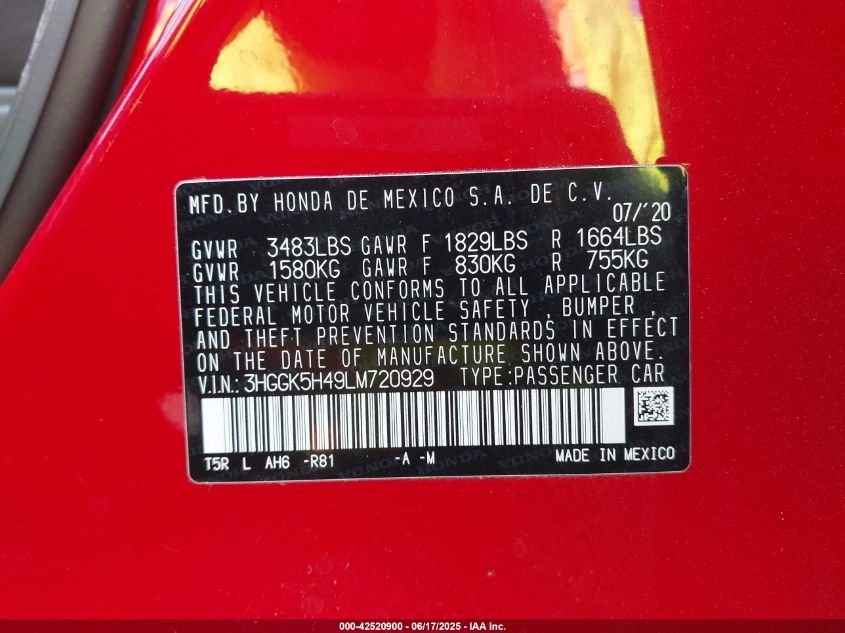 MFD.BY HONDA DE MEXICO S.A. DE C.V.
07/'20
GVWR 3483LBS GAWR F 1829LBS R 1664LBS
GVWR 1580KG GAWR F 830KG R 755KG
THIS VEHICLE CONFORMS TO ALL APPLICABLE
FEDERAL MOTOR VEHICLE SAFETY , BUMPER ,
AND THEFT PREVENTION STANDARDS IN EFFECT
ON THE DATE OF MANUFACTURE SHOWN ABOVE.
V.I.N.: 3HGGK5H49LM720929 TYPE:PASSENGER CAR
T5R L AH6 -R81 -A -M MADE IN MEXICO
000-42520900 - 06/17/2025 - IAA Inc.